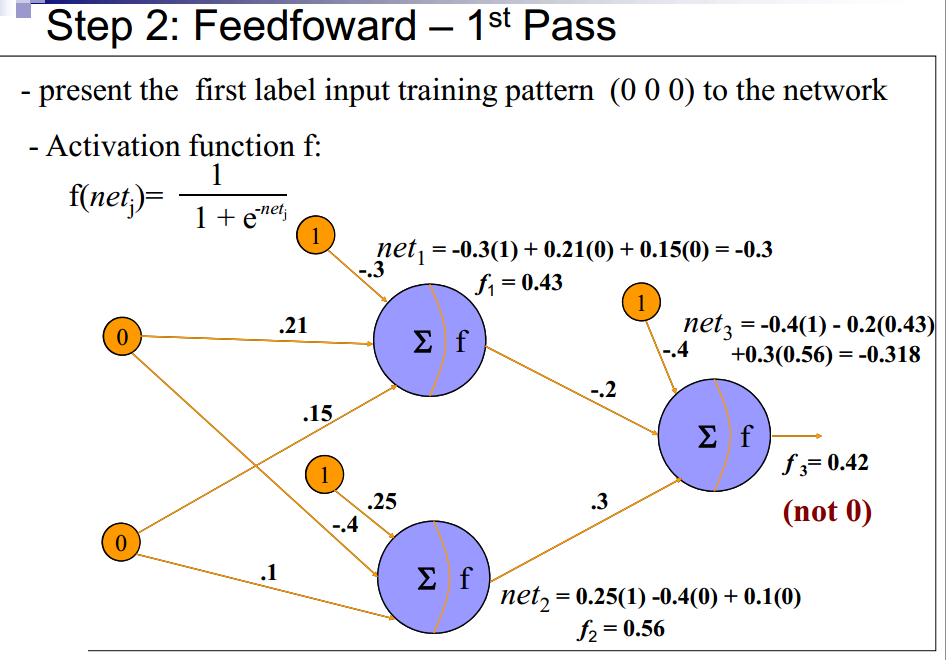 Step 2: Feedfoward – 1st Pass
- present the first label input training pattern (0 0 0) to the network
- Activation function f:
f(netj)= 1
1 + e-netj
1
net1 = -0.3(1) + 0.21(0) + 0.15(0) = -0.3
-.3
f1 = 0.43
1
net3 = -0.4(1) - 0.2(0.43)
+0.3(0.56) = -0.318
-.4
.21
0
Σ f
-.2
.15
Σ f
f3= 0.42
(not 0)
1
.25
-.4
.3
0
.1
Σ f
net2 = 0.25(1) -0.4(0) + 0.1(0)
f2 = 0.56